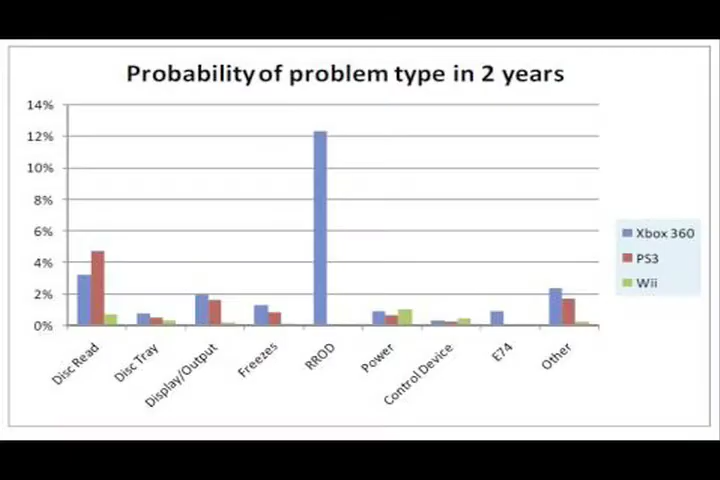 Probability of problem type in 2 years
14%
12%
10%
8%
6%
4%
2%
0%
Disc Read
Disc Tray
Display/Output
Freezes
RROD
Power
Control Device
E74
Other
Xbox 360
PS3
Wii